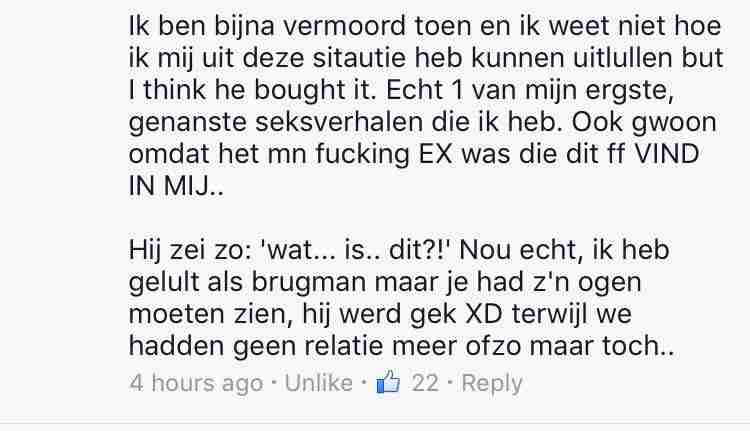 Ik ben bijna vermoord toen en ik weet niet hoe
ik mij uit deze sitautie heb kunnen uitlullen but
I think he bought it. Echt 1 van mijn ergste,
genanste seksverhalen die ik heb. Ook gwoon
omdat het mn fucking EX was die dit ff VIND
IN MIJ..
Hij zei zo: 'wat... is.. dit?!' Nou echt, ik heb
gelult als brugman maar je had z'n ogen
moeten zien, hij werd gek XD terwijl we
hadden geen relatie meer ofzo maar toch..
4 hours ago · Unlike · 22 · Reply